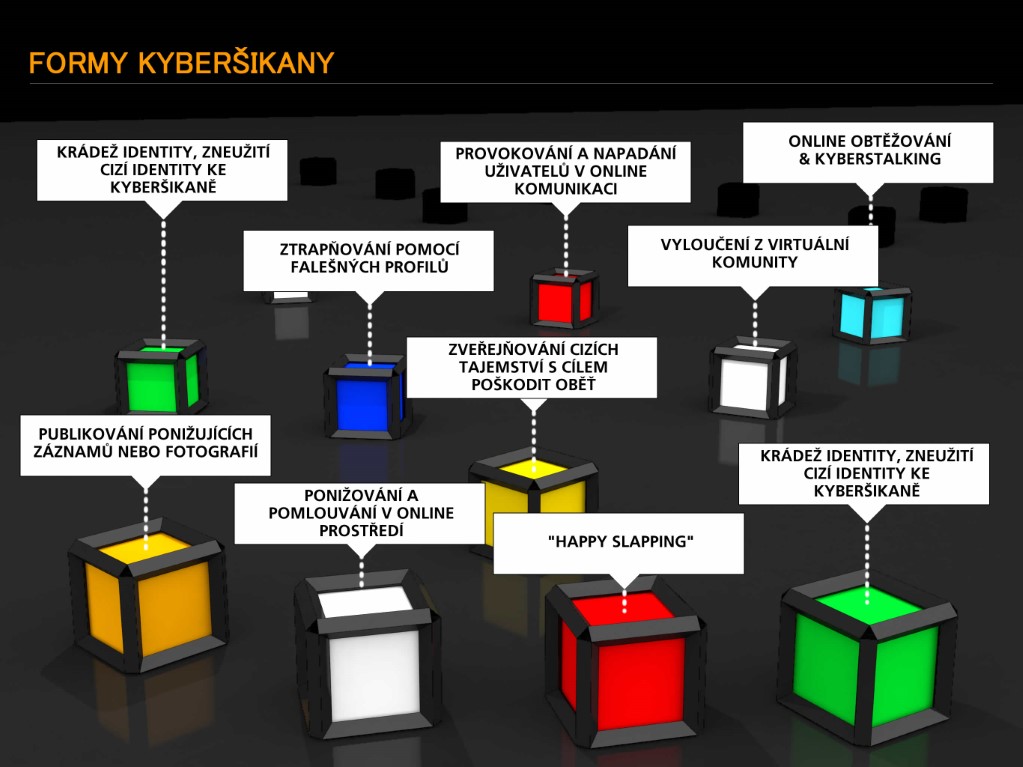 FORMY KYBERŠIKANY
KRÁDEŽ IDENTITY, ZNEUŽITÍ
CIZÍ IDENTITY KE
KYBERŠIKANĚ
PROVOKOVÁNÍ A NAPADÁNÍ
UŽIVATELŮ V ONLINE
KOMUNIKACI
ONLINE OBTĚŽOVÁNÍ
& KYBERSTALKING
ZTRAPŇOVÁNÍ POMOCÍ
FALEŠNÝCH PROFILŮ
VYLOUČENÍ Z VIRTUÁLNÍ
KOMUNITY
ZVEŘEJŇOVÁNÍ CIZÍCH
TAJEMSTVÍ S CÍLEM
POŠKODIT OBĚŤ
PUBLIKOVÁNÍ PONIŽUJÍCÍCH
ZÁZNAMŮ NEBO FOTOGRAFIÍ
PONIŽOVÁNÍ A
POMLOUVÁNÍ V ONLINE
PROSTŘEDÍ
"HAPPY SLAPPING"
KRÁDEŽ IDENTITY, ZNEUŽITÍ
CIZÍ IDENTITY KE
KYBERŠIKANĚ